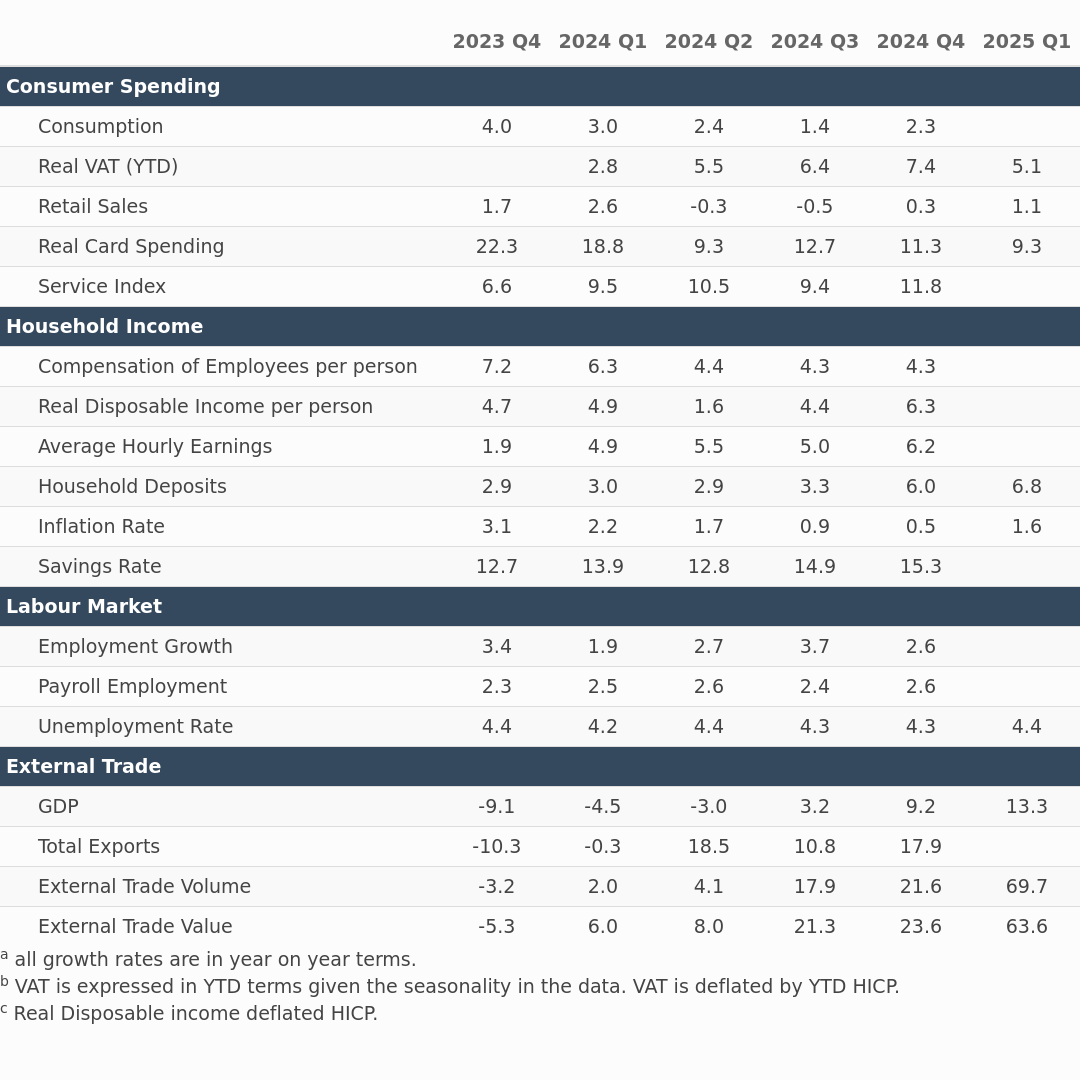 2023 Q4 2024 Q1 2024 Q2 2024 Q3 2024 Q4 2025 Q1
Consumer Spending
Consumption 4.0 3.0 2.4 1.4 2.3
Real VAT (YTD) 2.8 5.5 6.4 7.4 5.1
Retail Sales 1.7 2.6 -0.3 -0.5 0.3 1.1
Real Card Spending 22.3 18.8 9.3 12.7 11.3 9.3
Service Index 6.6 9.5 10.5 9.4 11.8
Household Income
Compensation of Employees per person 7.2 6.3 4.4 4.3 4.3
Real Disposable Income per person 4.7 4.9 1.6 4.4 6.3
Average Hourly Earnings 1.9 4.9 5.5 5.0 6.2
Household Deposits 2.9 3.0 2.9 3.3 6.0 6.8
Inflation Rate 3.1 2.2 1.7 0.9 0.5 1.6
Savings Rate 12.7 13.9 12.8 14.9 15.3
Labour Market
Employment Growth 3.4 1.9 2.7 3.7 2.6
Payroll Employment 2.3 2.5 2.6 2.4 2.6
Unemployment Rate 4.4 4.2 4.4 4.3 4.3 4.4
External Trade
GDP -9.1 -4.5 -3.0 3.2 9.2 13.3
Total Exports -10.3 -0.3 18.5 10.8 17.9
External Trade Volume -3.2 2.0 4.1 17.9 21.6 69.7
External Trade Value -5.3 6.0 8.0 21.3 23.6 63.6
a all growth rates are in year on year terms.
b VAT is expressed in YTD terms given the seasonality in the data. VAT is deflated by YTD HICP.
c Real Disposable income deflated HICP.